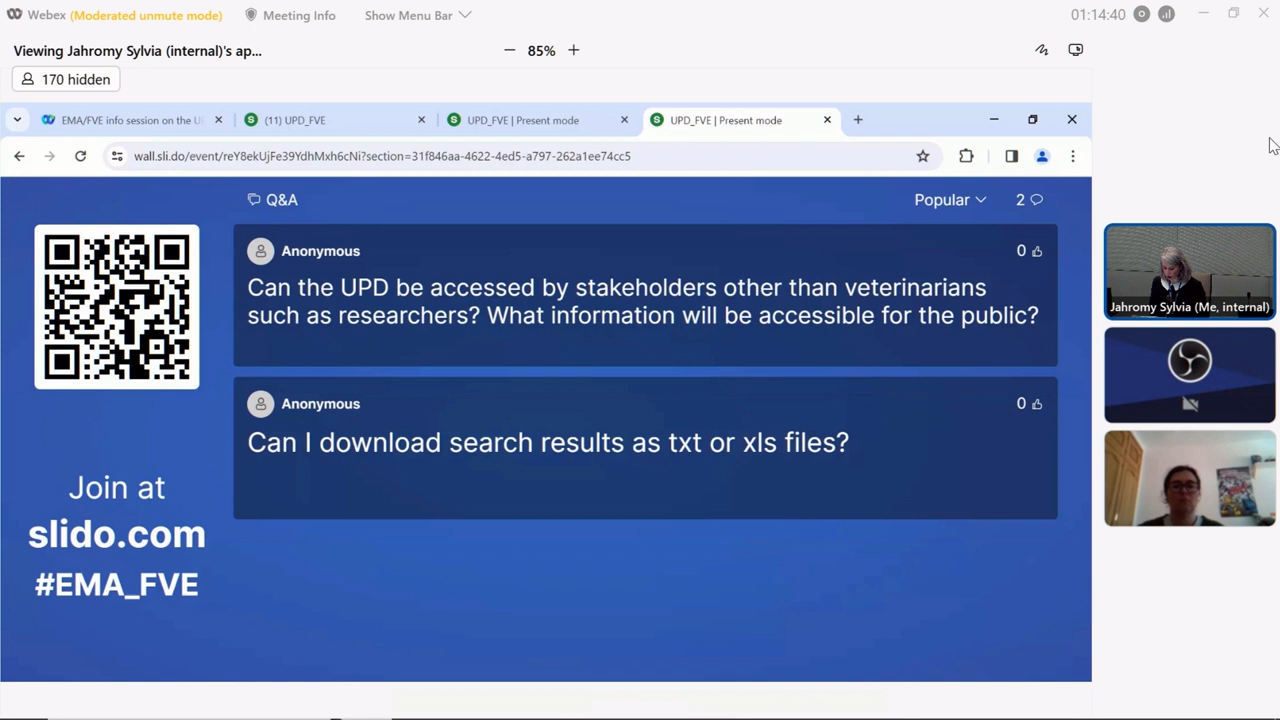 Webex (Moderated unmute mode) Meeting Info Show Menu Bar 01:14:40
Viewing Jahromy Sylvia (internal)'s ap... 85%
170 hidden
EMA/FVE info session on the U
(11) UPD_FVE
UPD_FVE | Present mode
UPD_FVE | Present mode
wall.sli.do/event/reY8ekUjFe39YdhMxh6cNi?section=31f846aa-4622-4ed5-a797-262a1ee74cc5
Q&A Popular 2
Anonymous 0
Can the UPD be accessed by stakeholders other than veterinarians
such as researchers? What information will be accessible for the public?
Anonymous 0
Can I download search results as txt or xls files?
Join at
slido.com
#EMA_FVE
Jahromy Sylvia (Me, internal)